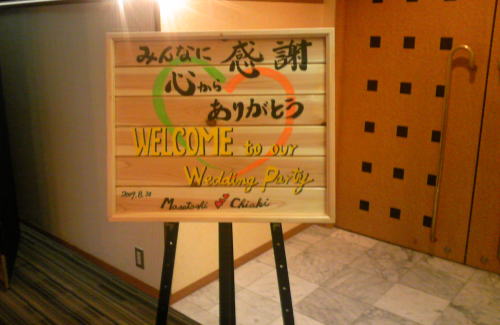 みんなに感謝
心から
ありがとう
WELCOME to our
Wedding Party
Masatoshi Chiaki